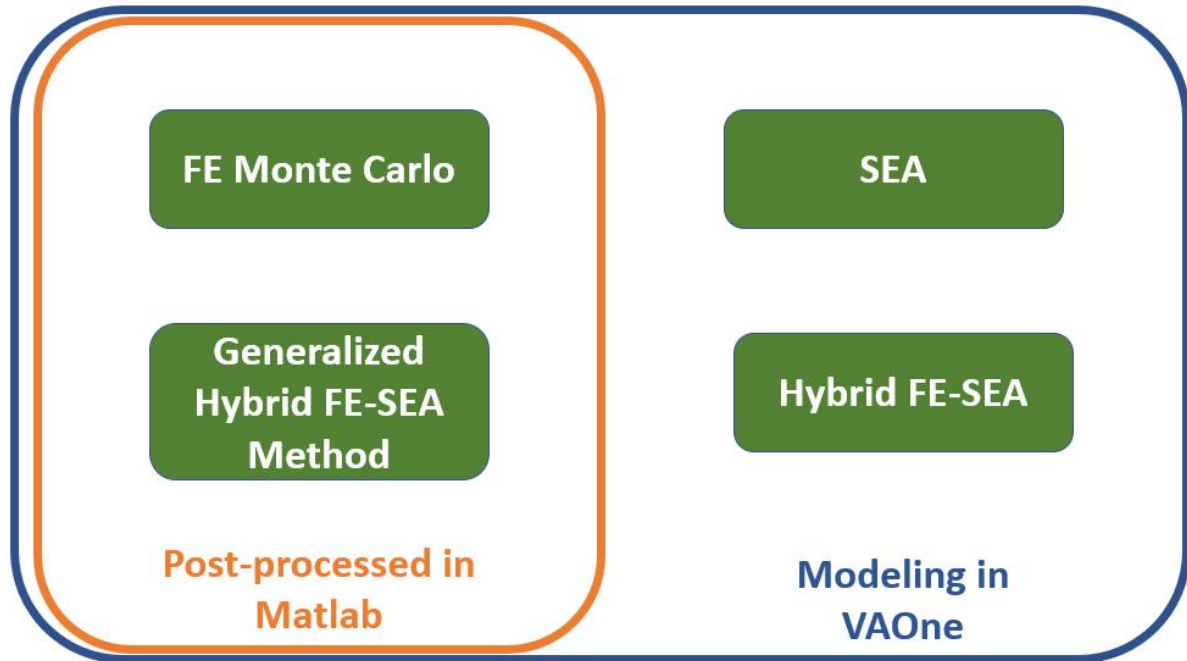 FE Monte Carlo
SEA
Generalized
Hybrid FE-SEA
Method
Hybrid FE-SEA
Post-processed in
Matlab
Modeling in
VAOne